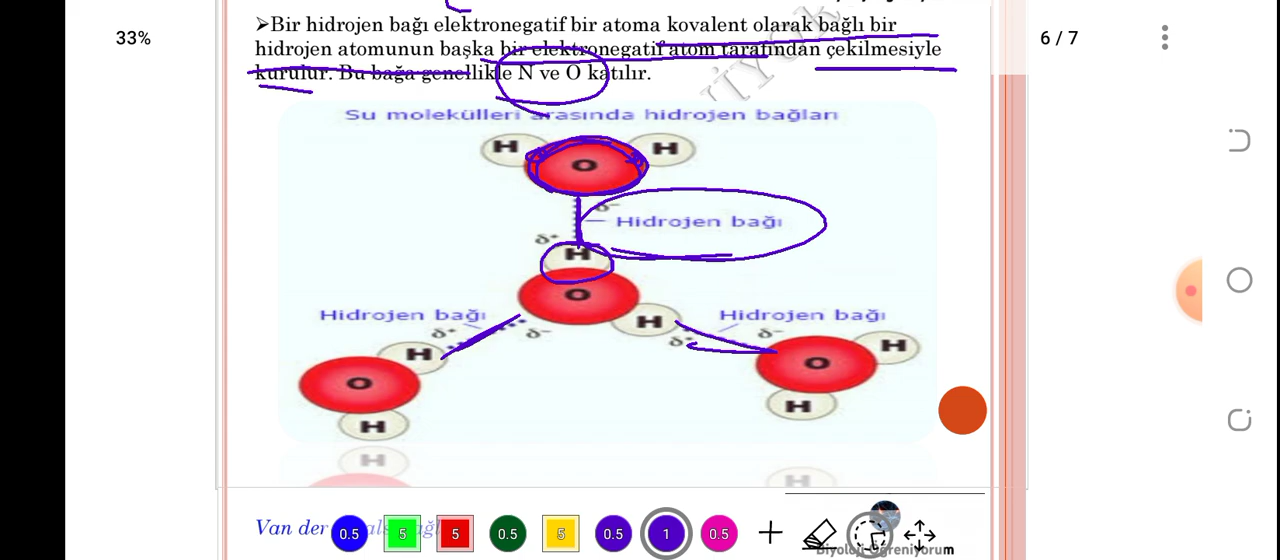 ➢Bir hidrojen bağı elektronegatif bir atoma kovalent olarak bağlı bir
hidrojen atomunun başka bir elektronegatif atom tarafından çekilmesiyle
kurulur. Bu bağa genellikle N ve O katılır.
33%
6 / 7
Su molekülleri arasında hidrojen bağları
H H
O
δ-
Hidrojen bağı
δ+
H
O
Hidrojen bağı H Hidrojen bağı
δ+ δ- δ+ δ-
H O H
O H
H
H H
Van der
0.5 5 5 0.5 5 0.5 1 0.5
Biyoloji Öğreniyorum